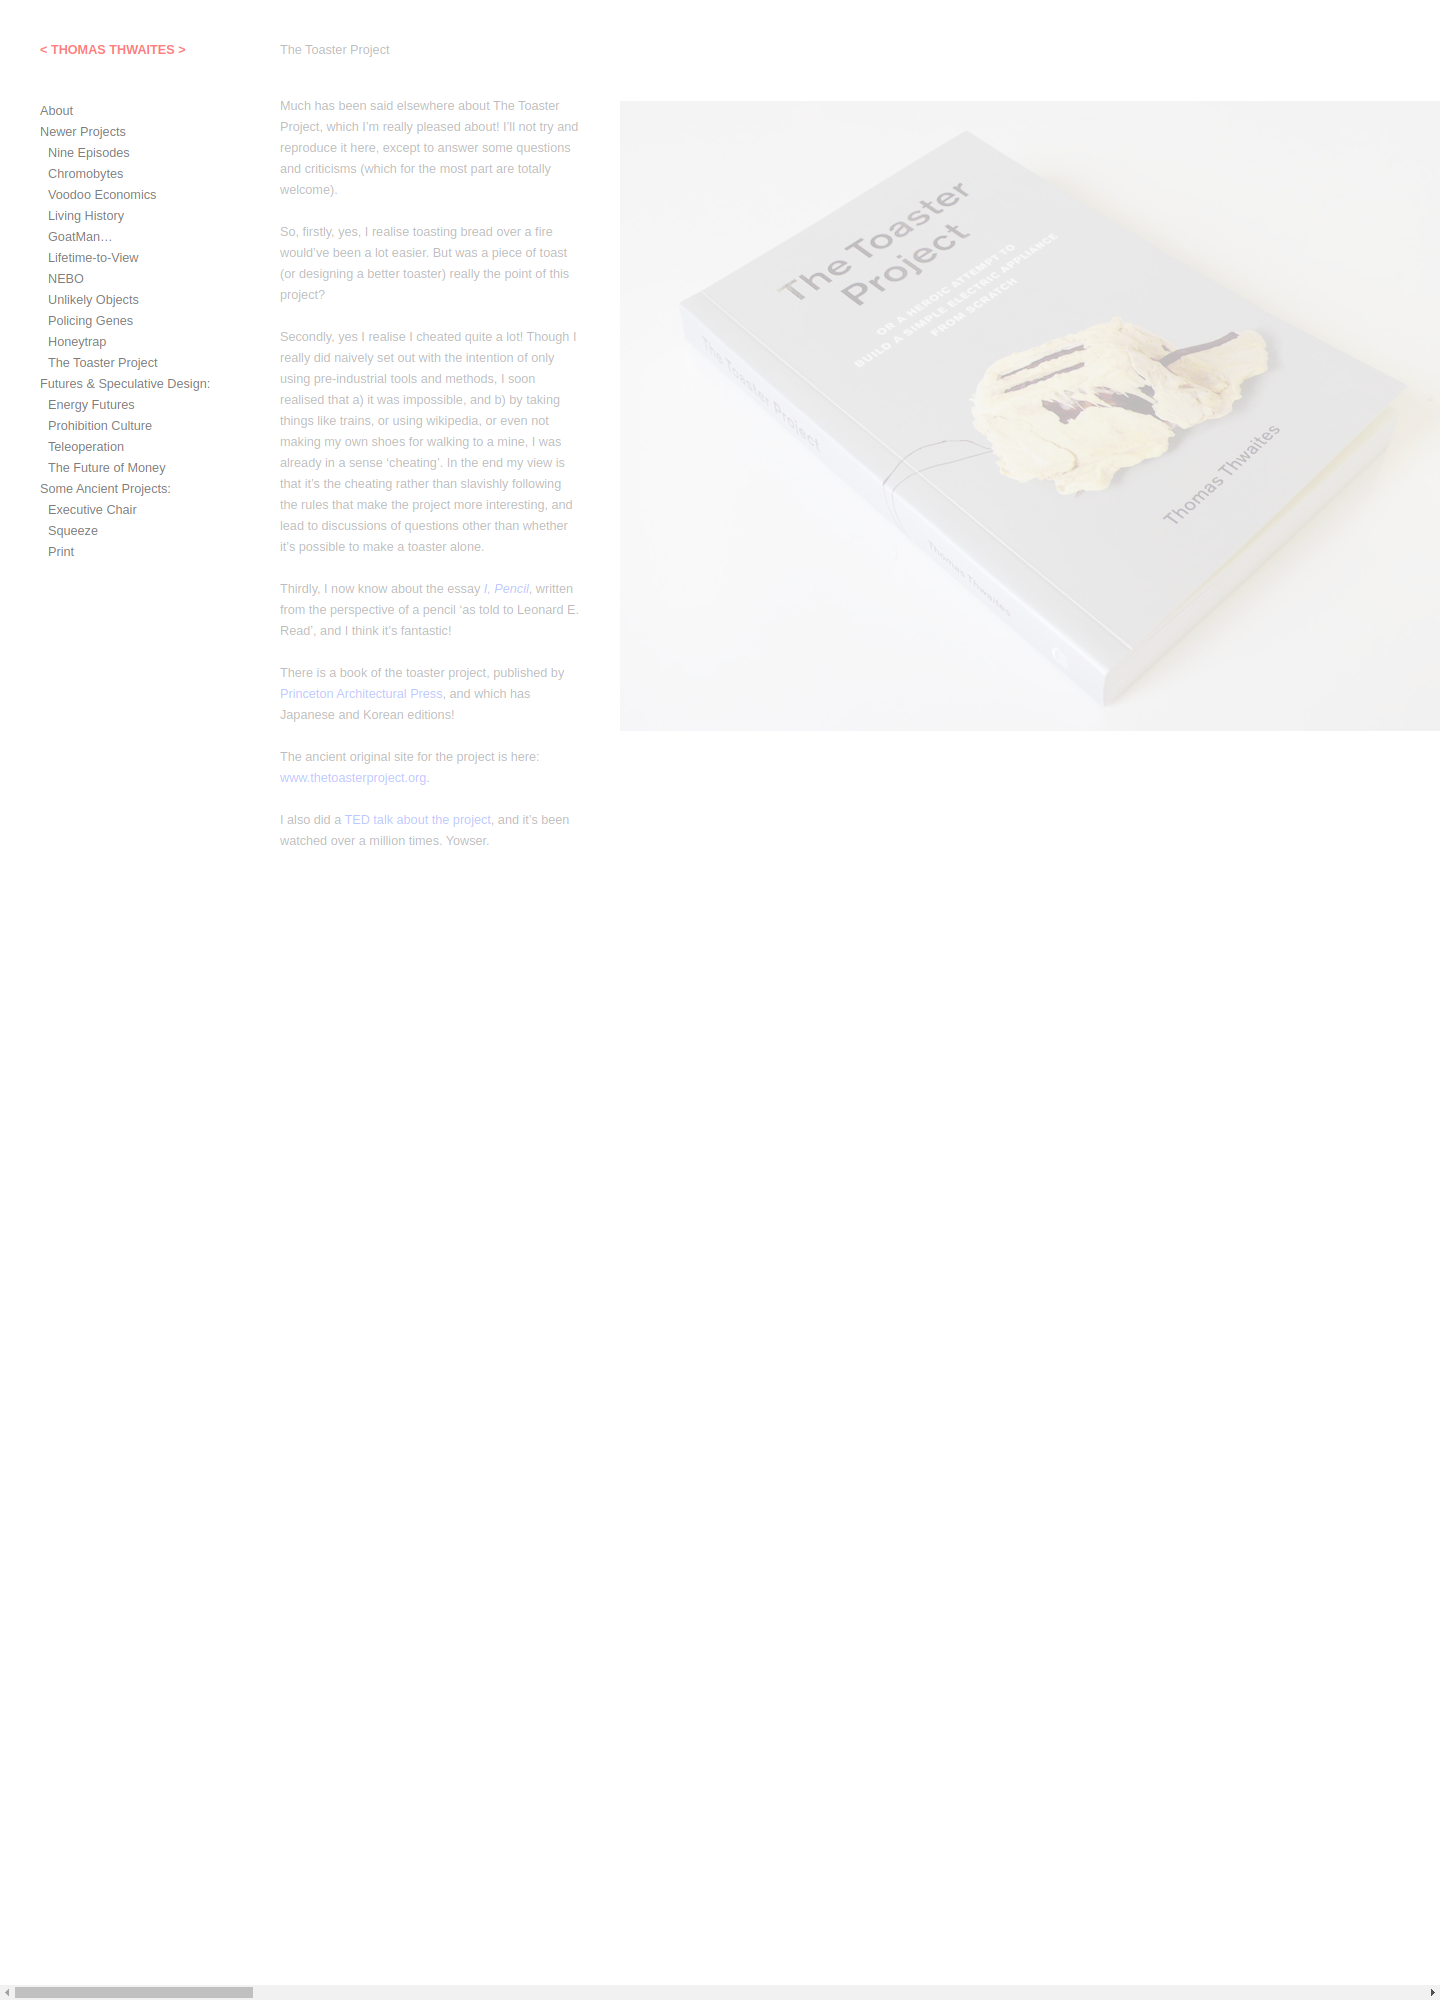 < THOMAS THWAITES >
About
Newer Projects
Nine Episodes
Chromobytes
Voodoo Economics
Living History
GoatMan…
Lifetime-to-View
NEBO
Unlikely Objects
Policing Genes
Honeytrap
The Toaster Project
Futures & Speculative Design:
Energy Futures
Prohibition Culture
Teleoperation
The Future of Money
Some Ancient Projects:
Executive Chair
Squeeze
Print
The Toaster Project
Much has been said elsewhere about The Toaster
Project, which I’m really pleased about! I’ll not try and
reproduce it here, except to answer some questions
and criticisms (which for the most part are totally
welcome).
So, firstly, yes, I realise toasting bread over a fire
would’ve been a lot easier. But was a piece of toast
(or designing a better toaster) really the point of this
project?
Secondly, yes I realise I cheated quite a lot! Though I
really did naively set out with the intention of only
using pre-industrial tools and methods, I soon
realised that a) it was impossible, and b) by taking
things like trains, or using wikipedia, or even not
making my own shoes for walking to a mine, I was
already in a sense ‘cheating’. In the end my view is
that it’s the cheating rather than slavishly following
the rules that make the project more interesting, and
lead to discussions of questions other than whether
it’s possible to make a toaster alone.
Thirdly, I now know about the essay I, Pencil, written
from the perspective of a pencil ‘as told to Leonard E.
Read’, and I think it’s fantastic!
There is a book of the toaster project, published by
Princeton Architectural Press, and which has
Japanese and Korean editions!
The ancient original site for the project is here:
www.thetoasterproject.org.
I also did a TED talk about the project, and it’s been
watched over a million times. Yowser.
The Toaster
Project
OR A HEROIC ATTEMPT TO
BUILD A SIMPLE ELECTRIC APPLIANCE
FROM SCRATCH
Thomas Thwaites
The Toaster Project
Thomas Thwaites